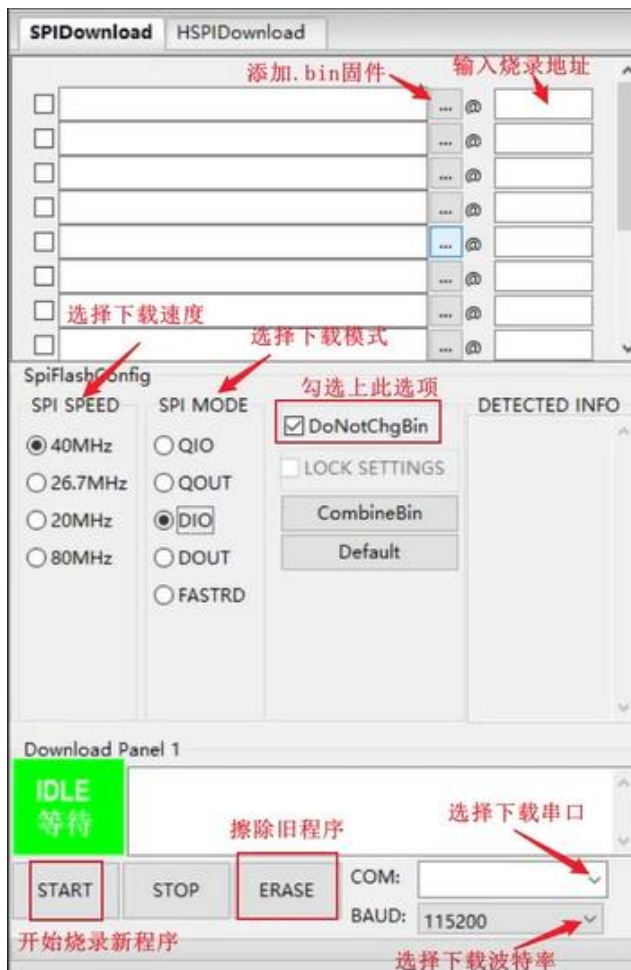 SPIDownload HSPIDownload
添加.bin固件 输入烧录地址
... @
... @
... @
... @
... @
... @
... @
... @
选择下载速度 选择下载模式
SpiFlashConfig
勾选上此选项
SPI SPEED SPI MODE DoNotChgBin DETECTED INFO
40MHz QIO LOCK SETTINGS
26.7MHz QOUT CombineBin
20MHz DIO Default
80MHz DOUT
FASTRD
Download Panel 1
IDLE
等待
擦除旧程序 选择下载串口
START STOP ERASE COM:
BAUD: 115200
开始烧录新程序 选择下载波特率